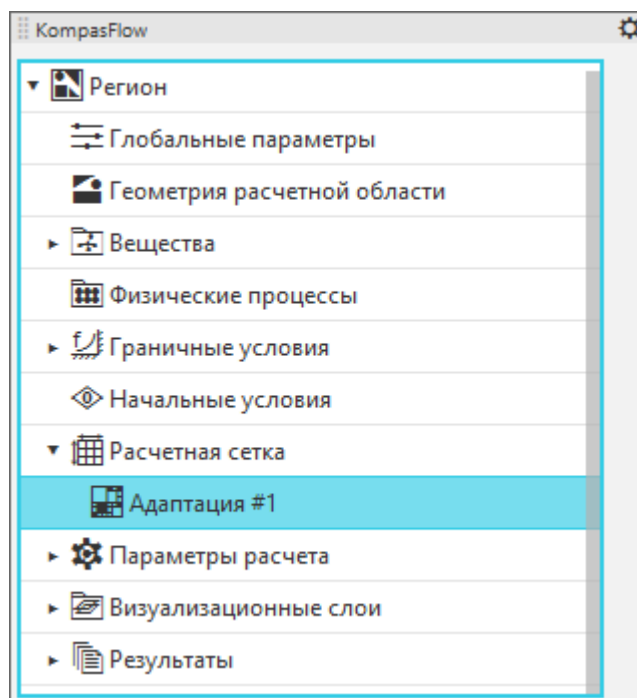 KompasFlow
Регион
Глобальные параметры
Геометрия расчетной области
Вещества
Физические процессы
Граничные условия
Начальные условия
Расчетная сетка
Адаптация #1
Параметры расчета
Визуализационные слои
Результаты